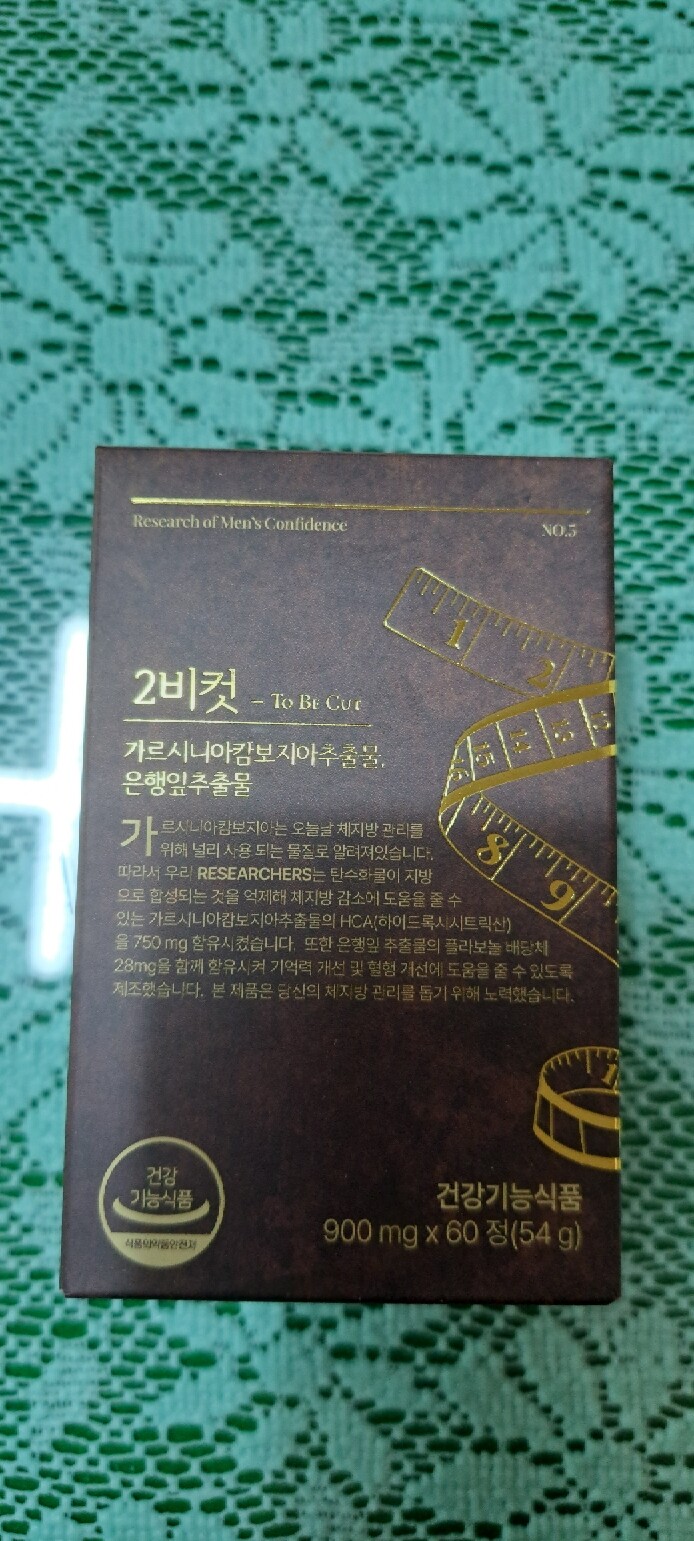 Research of Men's Confidence
NO.5
1
2
2비컷 - To Be Cut
가르시니아캄보지아추출물,
은행잎추출물
8
9
가르시니아캄보지아는 오늘날 체지방 관리를
위해 널리 사용 되는 물질로 알려져있습니다.
따라서 우리 RESEARCHERS는 탄수화물이 지방
으로 합성되는 것을 억제해 체지방 감소에 도움을 줄 수
있는 가르시니아캄보지아추출물의 HCA(하이드록시시트릭산)
을 750 mg 함유시켰습니다. 또한 은행잎 추출물의 플라보놀 배당체
28mg을 함께 함유시켜 기억력 개선 및 혈행 개선에 도움을 줄 수 있도록
제조했습니다. 본 제품은 당신의 체지방 관리를 돕기 위해 노력했습니다.
1
건강
기능식품
식품의약품안전처
건강기능식품
900 mg x 60 정(54 g)